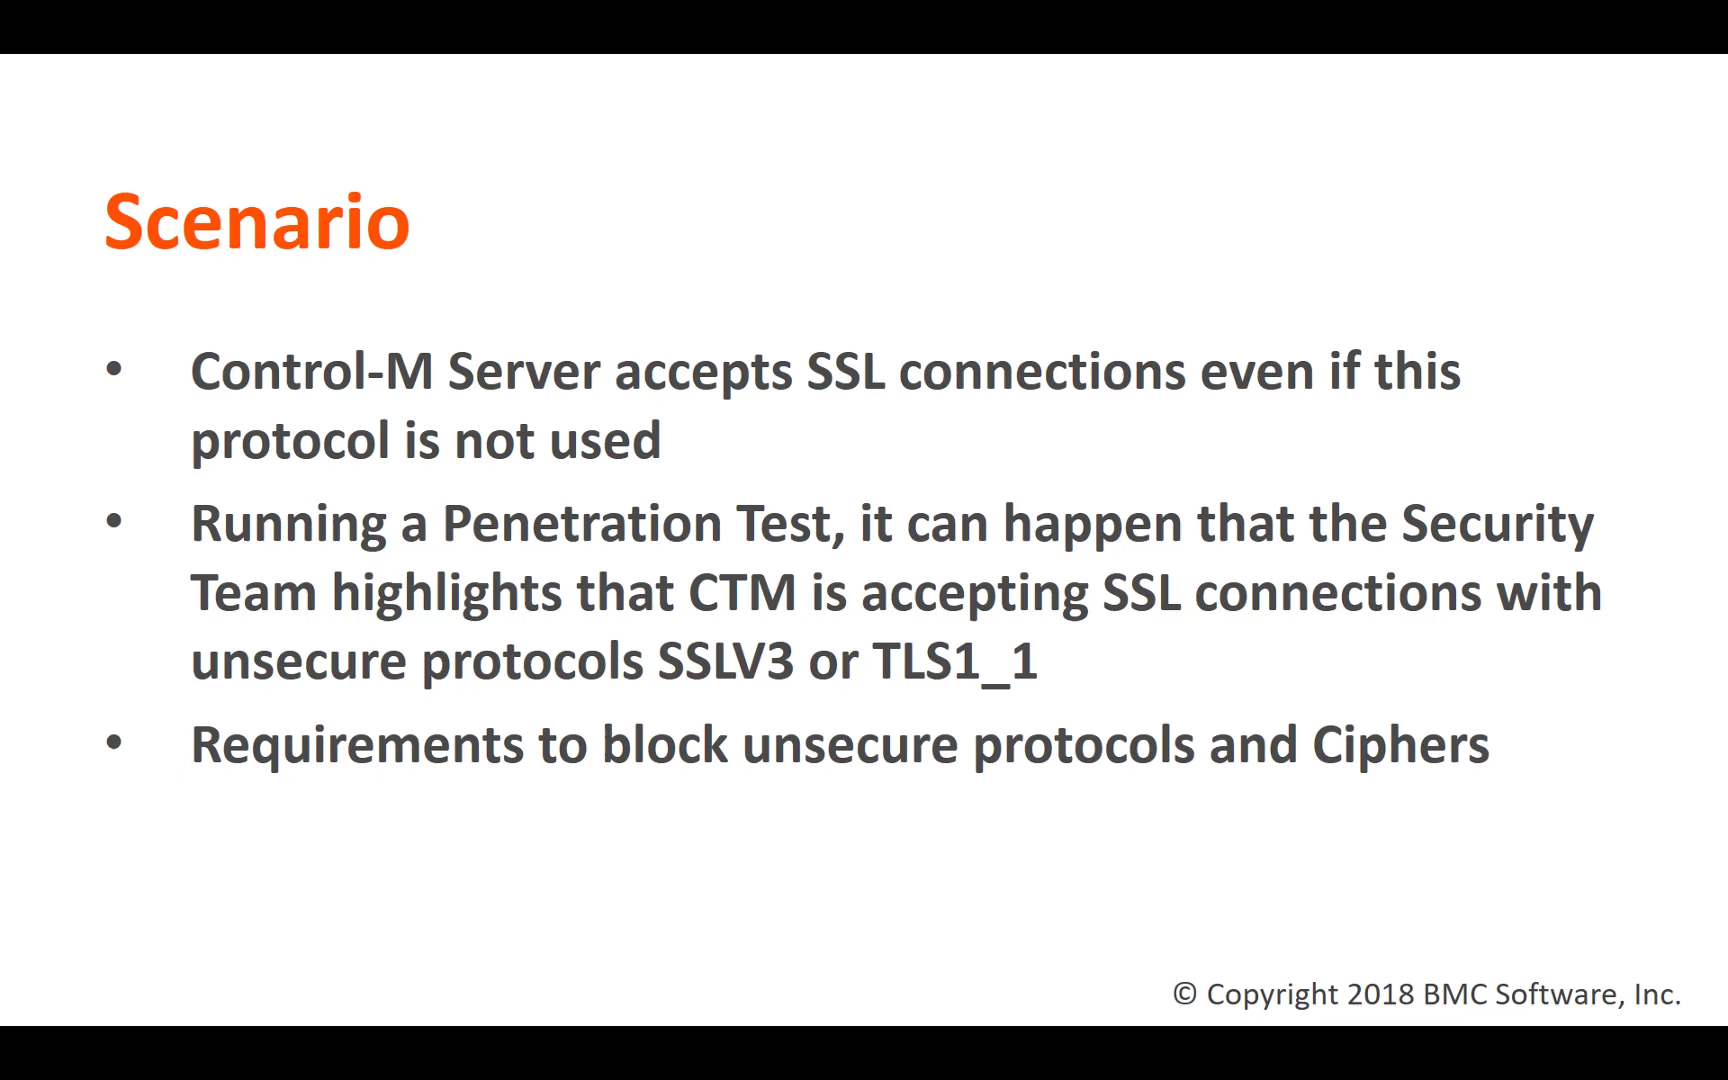 Scenario
• Control-M Server accepts SSL connections even if this
protocol is not used
• Running a Penetration Test, it can happen that the Security
Team highlights that CTM is accepting SSL connections with
unsecure protocols SSLV3 or TLS1_1
• Requirements to block unsecure protocols and Ciphers
© Copyright 2018 BMC Software, Inc.